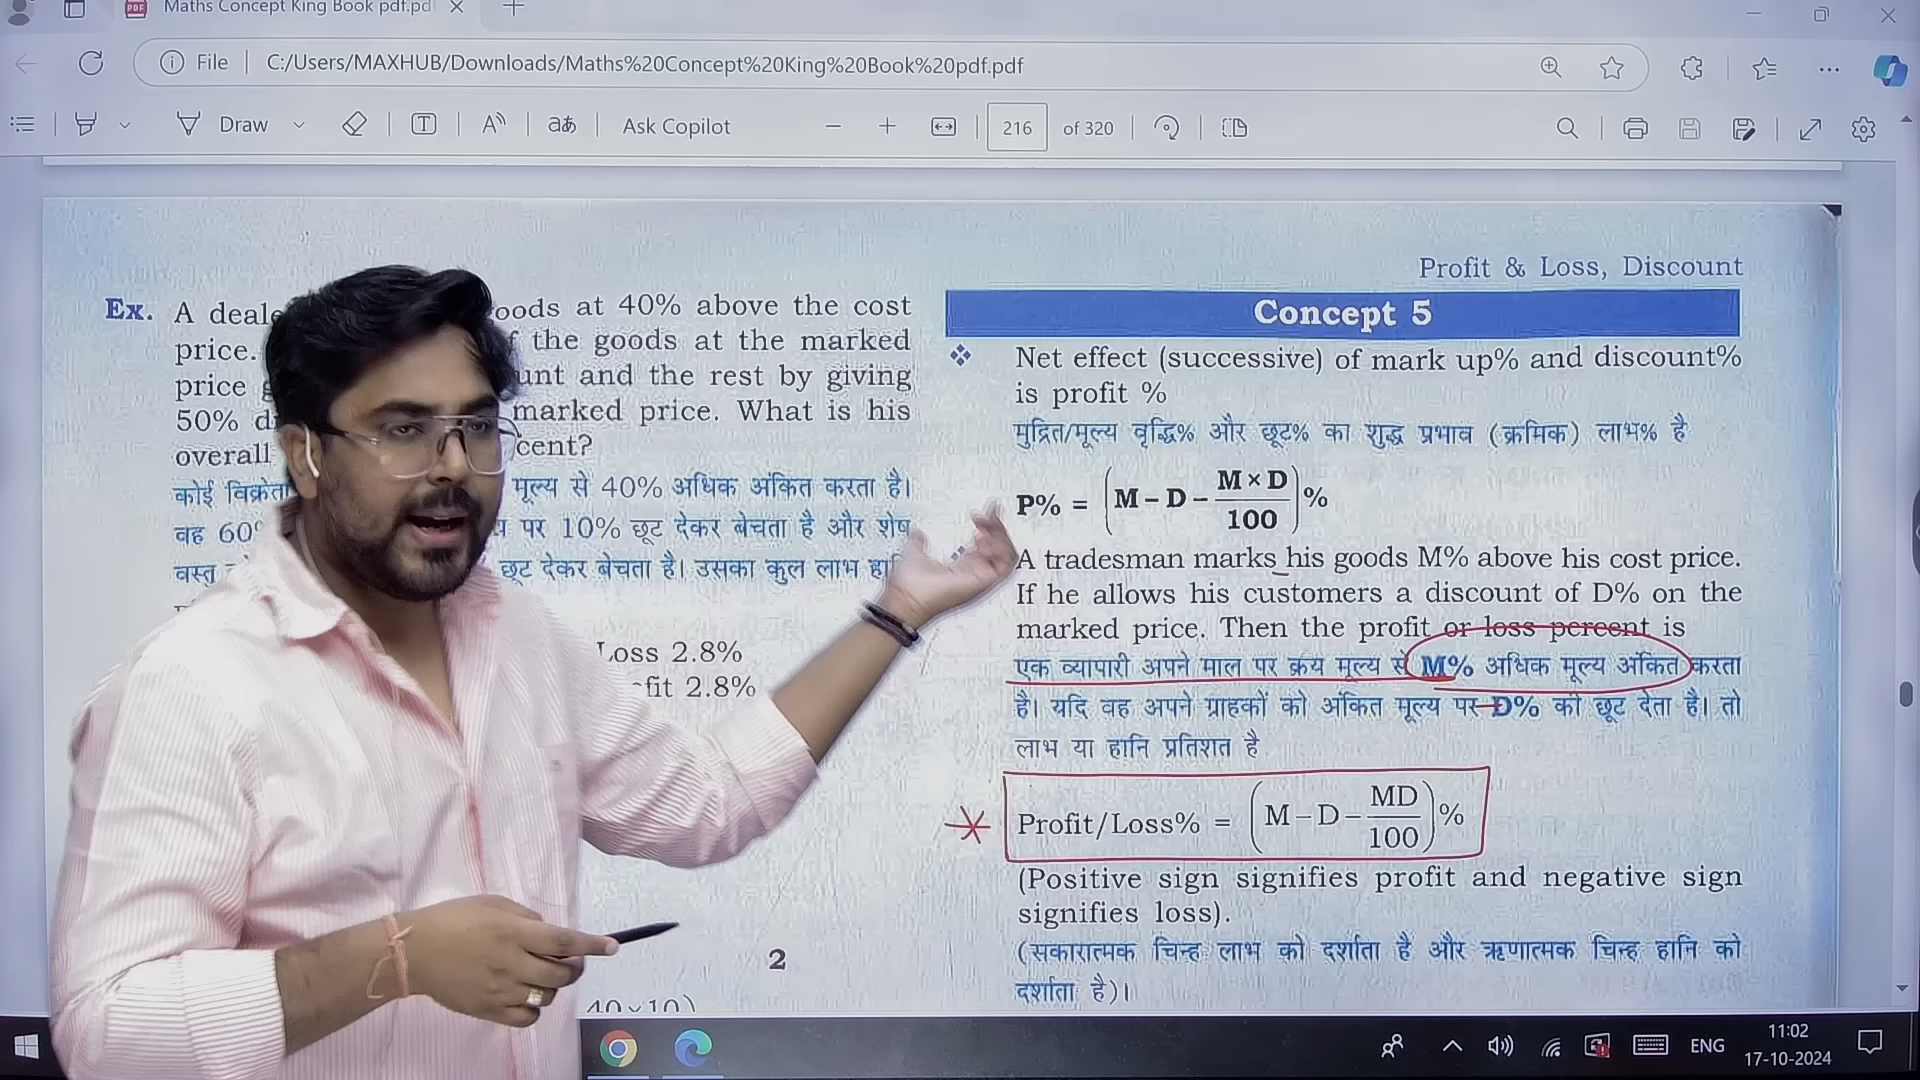 Maths Concept King Book pdf.pd
File C:/Users/MAXHUB/Downloads/Maths%20Concept%20King%20Book%20pdf.pdf
Draw aあ Ask Copilot 216 of 320
Profit & Loss, Discount
Ex. A oods at 40% above the cost
price. the goods at the marked
price and the rest by giving
50% marked price. What is his
overall cent?
कोई विक्रेता मूल्य से 40% अधिक अंकित करता है।
वह पर 10% छूट देकर बेचता है और शेष
छूट देकर बेचता है। उसका कुल लाभ
Loss 2.8%
fit 2.8%
2
40×10)
Concept 5
❖ Net effect (successive) of mark up% and discount%
is profit %
मुद्रित/मूल्य वृद्धि% और छूट% का शुद्ध प्रभाव (क्रमिक) लाभ% है
P% = (M – D – M × D / 100)%
A tradesman marks his goods M% above his cost price.
If he allows his customers a discount of D% on the
marked price. Then the profit or loss percent is
एक व्यापारी अपने माल पर क्रय मूल्य से M% अधिक मूल्य अंकित करता
है। यदि वह अपने ग्राहकों को अंकित मूल्य पर D% की छूट देता है। तो
लाभ या हानि प्रतिशत है
Profit/Loss% = (M – D – MD / 100)%
(Positive sign signifies profit and negative sign
signifies loss).
(सकारात्मक चिन्ह लाभ को दर्शाता है और ऋणात्मक चिन्ह हानि को
दर्शाता है)।
ENG 11:02
17-10-2024